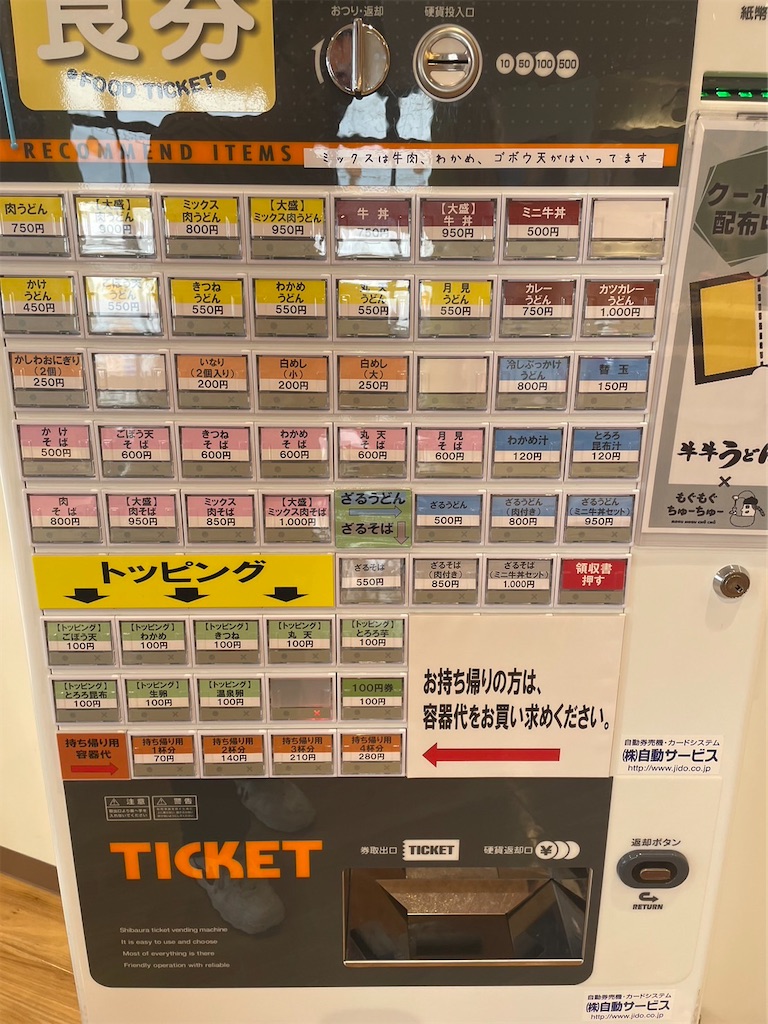 食券
FOOD TICKET
おつり・返却
硬貨投入口
10 50 100 500
紙幣
RECOMMEND ITEMS
ミックスは牛肉、わかめ、ゴボウ天がはいってます
肉うどん
750円
【大盛】
肉うどん
900円
ミックス
肉うどん
800円
【大盛】
ミックス肉うどん
950円
牛丼
750円
【大盛】
牛丼
950円
ミニ牛丼
500円
かけ
うどん
450円
ごぼう天
うどん
550円
きつね
うどん
550円
わかめ
うどん
550円
丸天
うどん
550円
月見
うどん
550円
カレー
うどん
750円
カツカレー
うどん
1,000円
かしわおにぎり
(2個)
250円
いなり
(2個入り)
200円
白めし
(小)
200円
白めし
(大)
250円
冷しぶっかけ
うどん
800円
替玉
150円
かけ
そば
500円
ごぼう天
そば
600円
きつね
そば
600円
わかめ
そば
600円
丸天
そば
600円
月見
そば
600円
わかめ汁
120円
とろろ
昆布汁
120円
肉
そば
800円
【大盛】
肉そば
950円
ミックス
肉そば
850円
【大盛】
ミックス肉そば
1,000円
ざるうどん
ざるそば
ざるうどん
500円
ざるうどん
(肉付き)
800円
ざるうどん
(ミニ牛丼セット)
950円
トッピング
ざるそば
550円
ざるそば
(肉付き)
850円
ざるそば
(ミニ牛丼セット)
1,000円
領収書
押す
【トッピング】
ごぼう天
100円
【トッピング】
わかめ
100円
【トッピング】
きつね
100円
【トッピング】
丸天
100円
【トッピング】
とろろ芋
100円
【トッピング】
とろろ昆布
100円
【トッピング】
生卵
100円
【トッピング】
温泉卵
100円
100円券
100円
持ち帰り用
容器代
持ち帰り用
1杯分
70円
持ち帰り用
2杯分
140円
持ち帰り用
3杯分
210円
持ち帰り用
4杯分
280円
お持ち帰りの方は、
容器代をお買い求めください。
クーポ
配布中
牛牛うどん
×
もぐもぐ
ちゅーちゅー
自動券売機・カードシステム
(株)自動サービス
http://www.jido.co.jp
注意
警告
TICKET
券取出口 TICKET
硬貨返却口 ¥
返却ボタン
RETURN
Shibaura ticket vending machine
It is easy to use and choose
Most of everything is there
Friendly operation with reliable
自動券売機・カードシステム
(株)自動サービス
http://www.jido.co.jp